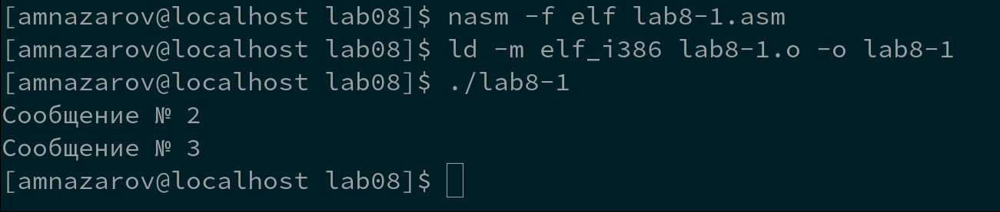 [amnazarov@localhost lab08]$ nasm -f elf lab8-1.asm
[amnazarov@localhost lab08]$ ld -m elf_i386 lab8-1.o -o lab8-1
[amnazarov@localhost lab08]$ ./lab8-1
Сообщение № 2
Сообщение № 3
[amnazarov@localhost lab08]$